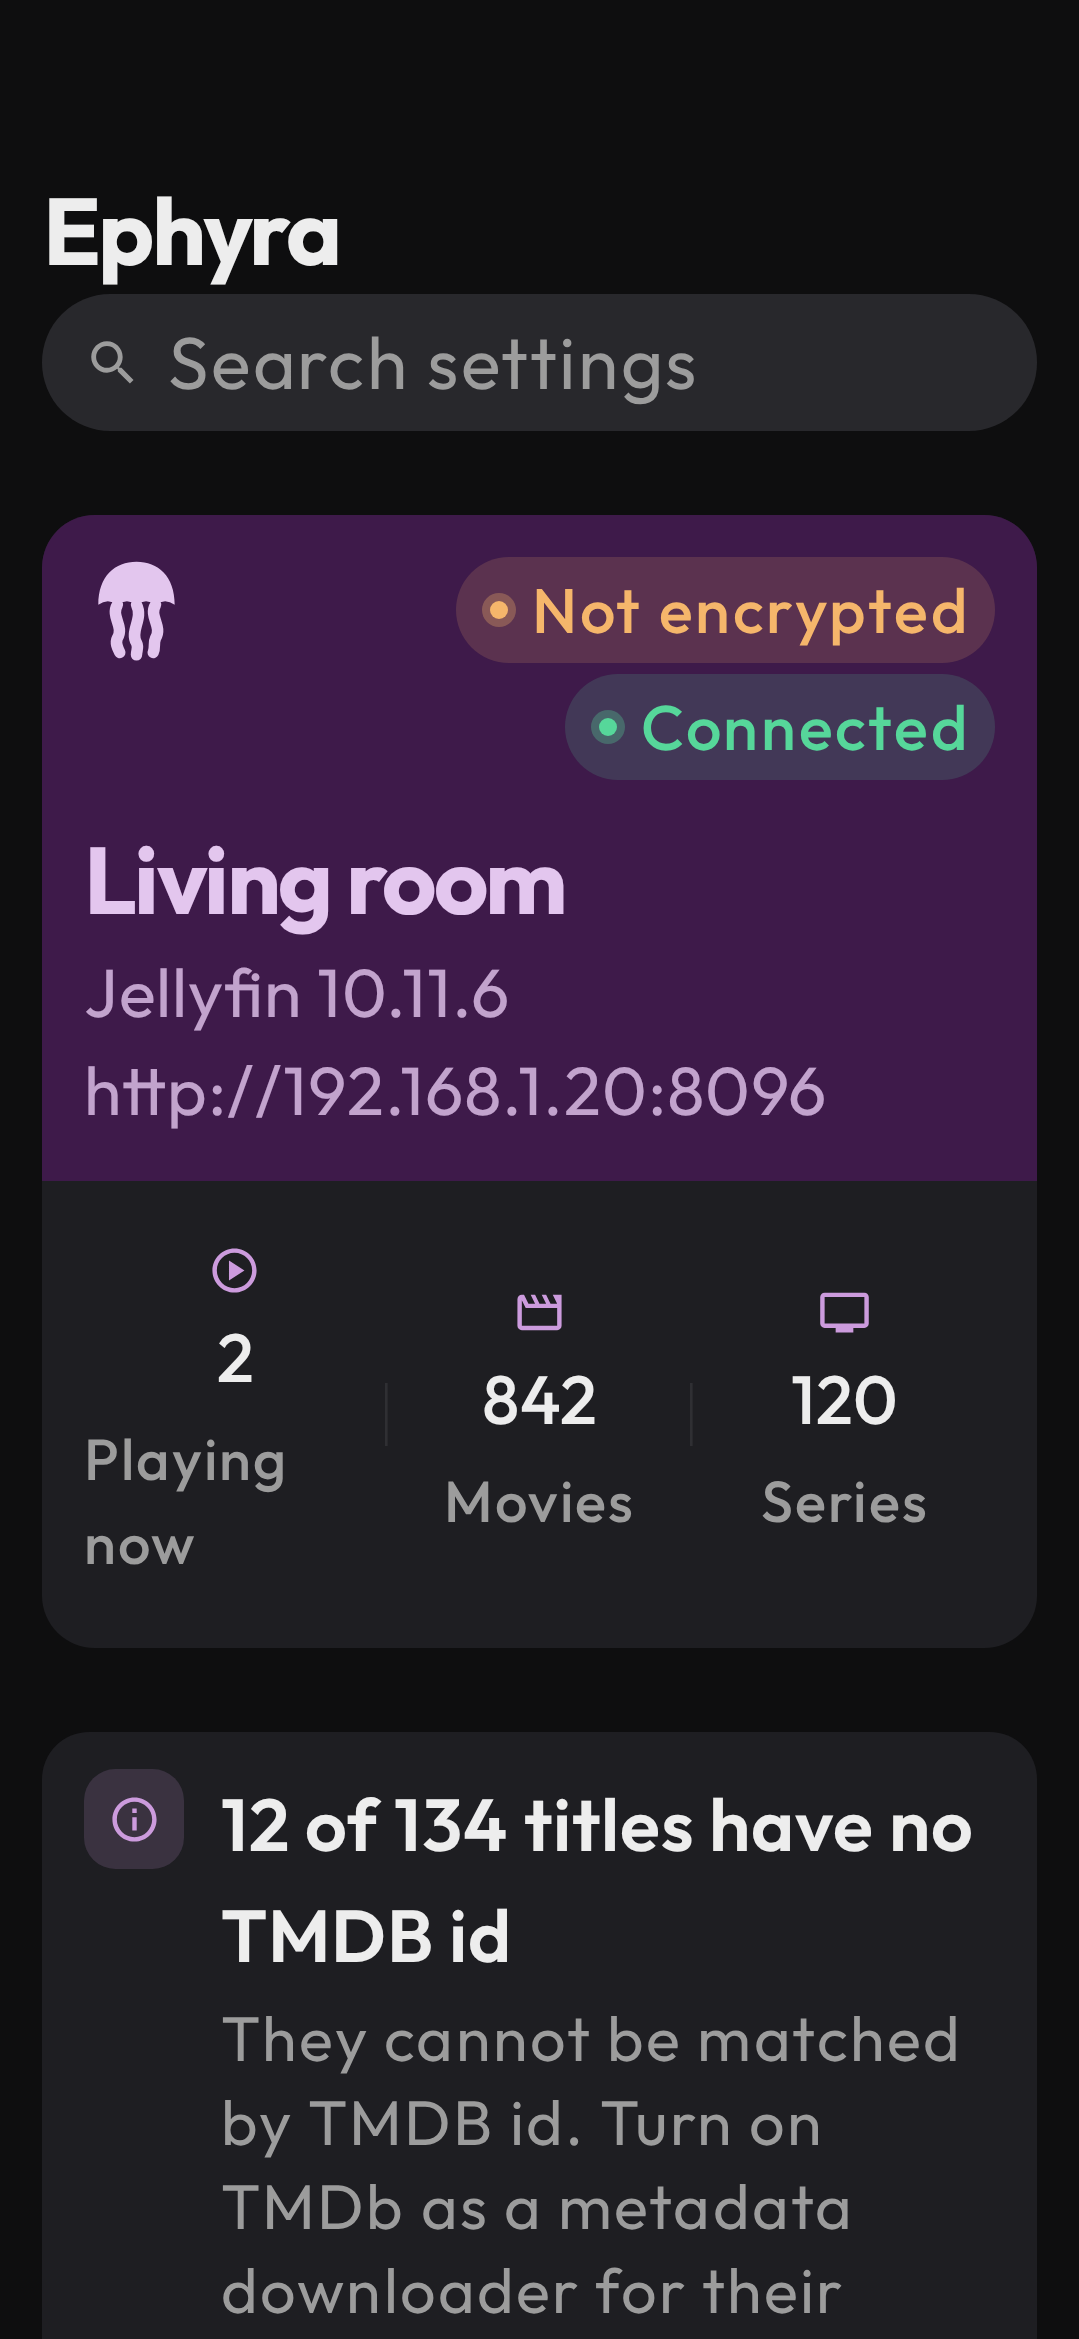 Ephyra
Search settings
Not encrypted
Connected
Living room
Jellyfin 10.11.6
http://192.168.1.20:8096
2
Playing
now
842
Movies
120
Series
12 of 134 titles have no
TMDB id
They cannot be matched
by TMDB id. Turn on
TMDb as a metadata
downloader for their